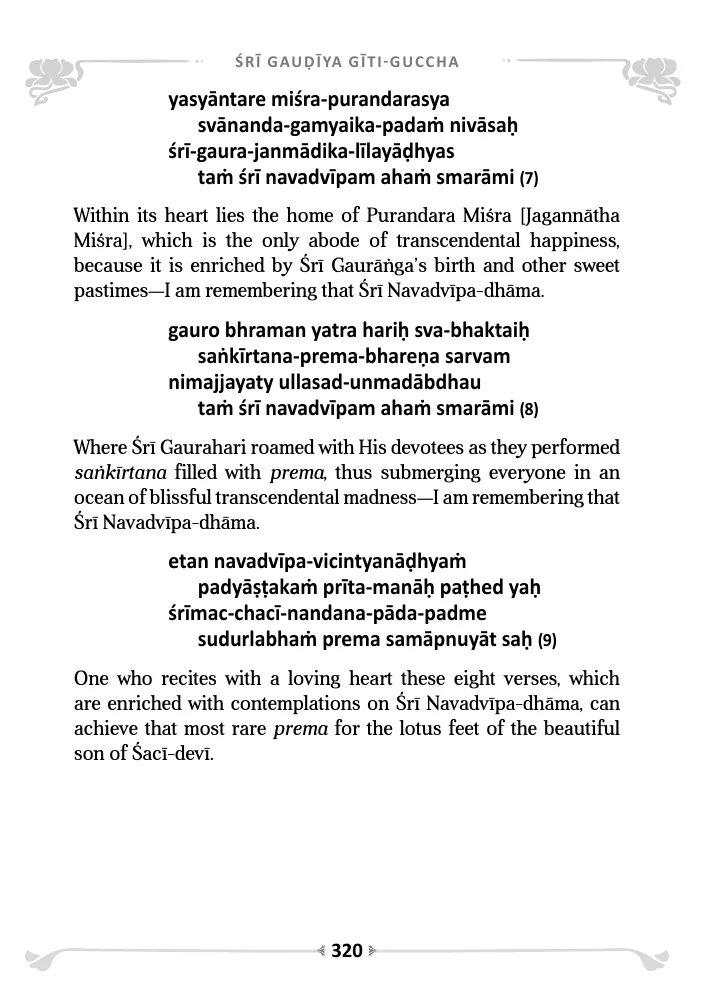 ŚRĪ GAUḌĪYA GĪTI-GUCCHA
yasyāntare miśra-purandarasya
svānanda-gamyaika-padaṁ nivāsaḥ
śrī-gaura-janmādika-līlayāḍhyas
taṁ śrī navadvīpam ahaṁ smarāmi (7)
Within its heart lies the home of Purandara Miśra [Jagannātha
Miśra], which is the only abode of transcendental happiness,
because it is enriched by Śrī Gaurāṅga’s birth and other sweet
pastimes—I am remembering that Śrī Navadvīpa-dhāma.
gauro bhraman yatra hariḥ sva-bhaktaiḥ
saṅkīrtana-prema-bhareṇa sarvam
nimajjayaty ullasad-unmadābdhau
taṁ śrī navadvīpam ahaṁ smarāmi (8)
Where Śrī Gaurahari roamed with His devotees as they performed
saṅkīrtana filled with prema, thus submerging everyone in an
ocean of blissful transcendental madness—I am remembering that
Śrī Navadvīpa-dhāma.
etan navadvīpa-vicintyanāḍhyaṁ
padyāṣṭakaṁ prīta-manāḥ paṭhed yaḥ
śrīmac-chacī-nandana-pāda-padme
sudurlabhaṁ prema samāpnuyāt saḥ (9)
One who recites with a loving heart these eight verses, which
are enriched with contemplations on Śrī Navadvīpa-dhāma, can
achieve that most rare prema for the lotus feet of the beautiful
son of Śacī-devī.
320